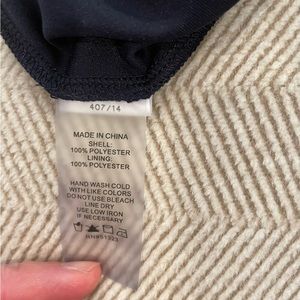 407/14
MADE IN CHINA
SHELL:
100% POLYESTER
LINING:
100% POLYESTER
HAND WASH COLD
WITH LIKE COLORS
DO NOT USE BLEACH
LINE DRY
USE LOW IRON
IF NECESSARY